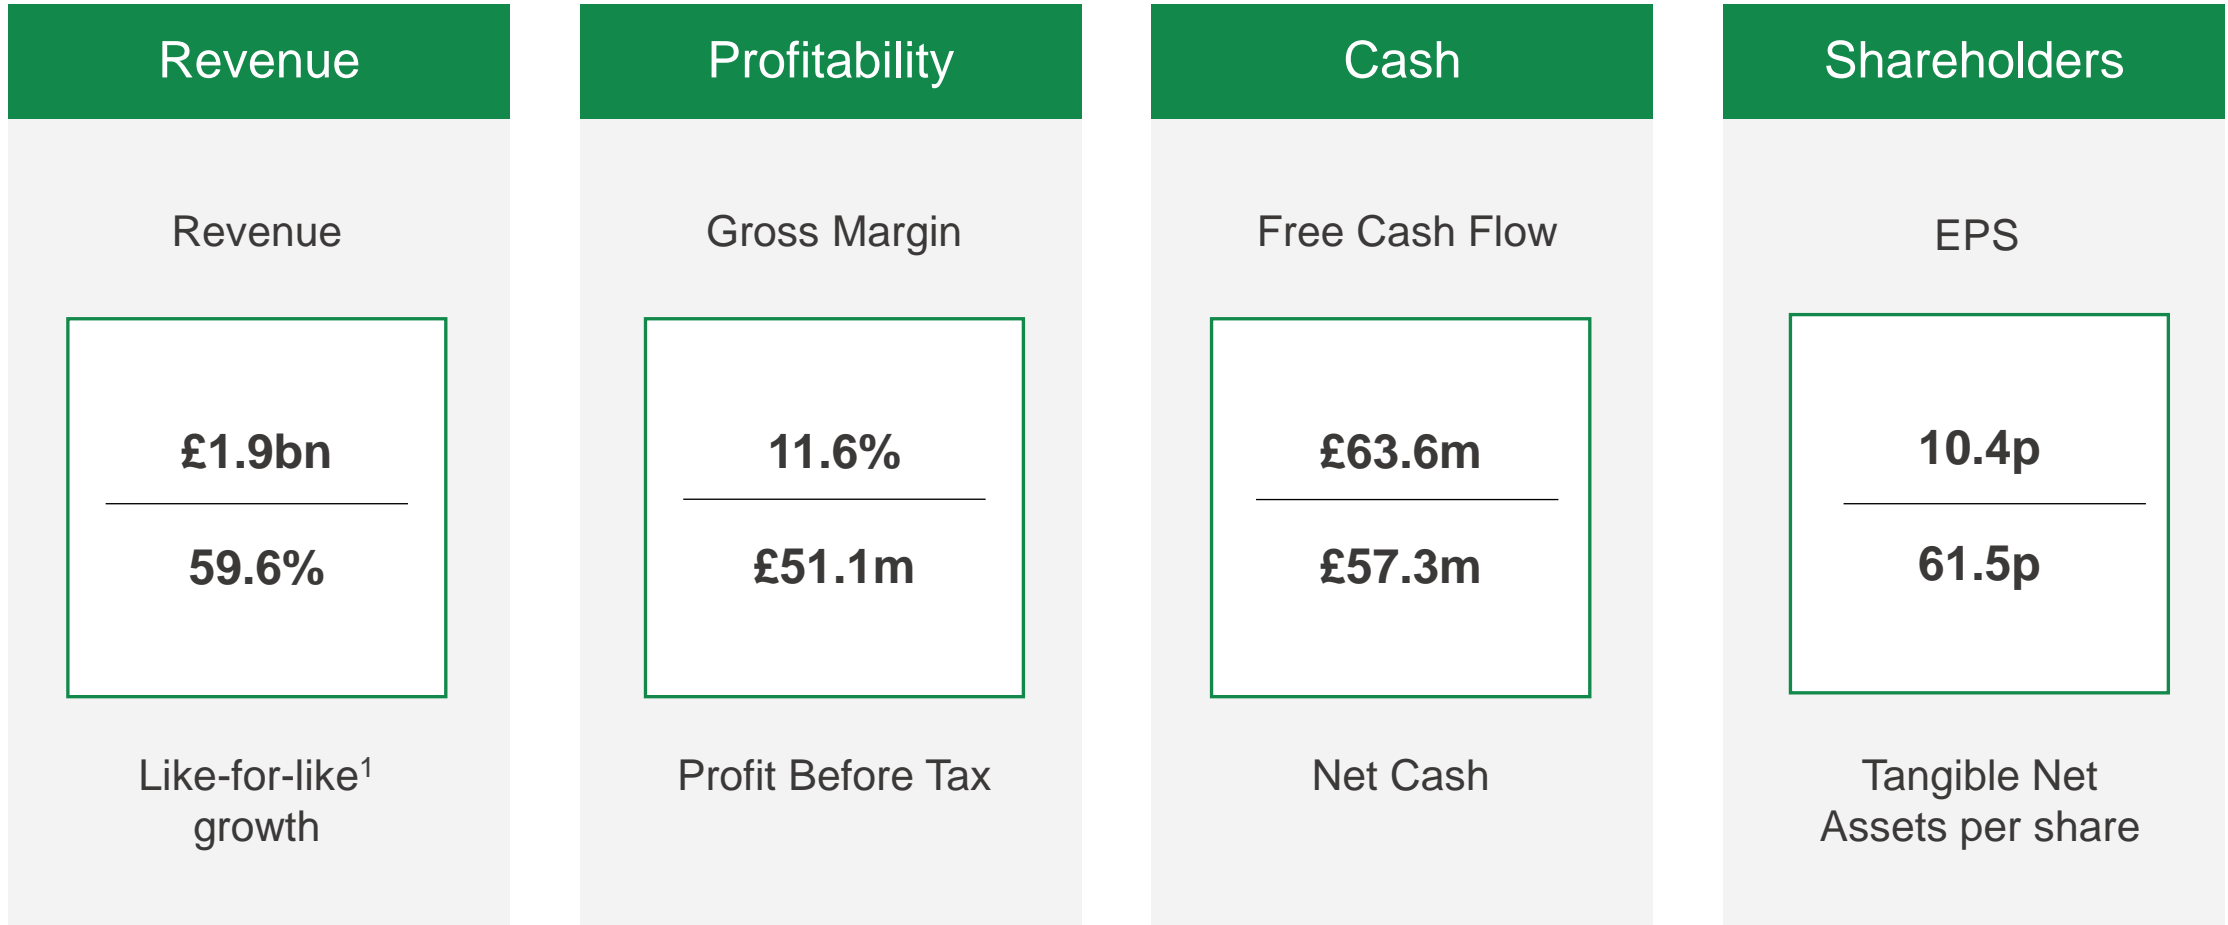 Revenue
Revenue
£1.9bn
59.6%
Like-for-like¹
growth
Profitability
Gross Margin
11.6%
£51.1m
Profit Before Tax
Cash
Free Cash Flow
£63.6m
£57.3m
Net Cash
Shareholders
EPS
10.4p
61.5p
Tangible Net
Assets per share